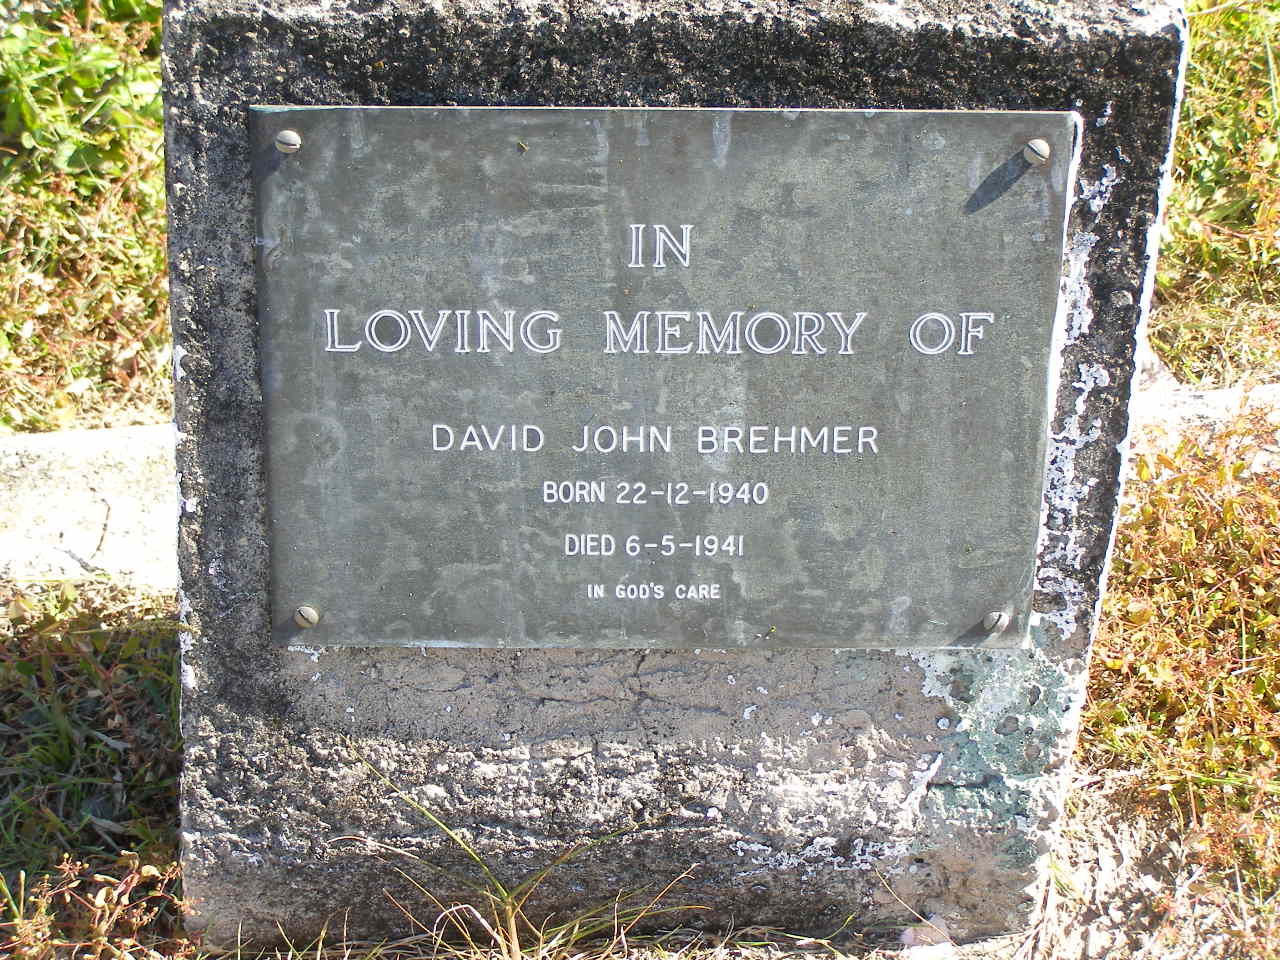 IN
LOVING MEMORY OF
DAVID JOHN BREHMER
BORN 22-12-1940
DIED 6-5-1941
IN GOD'S CARE